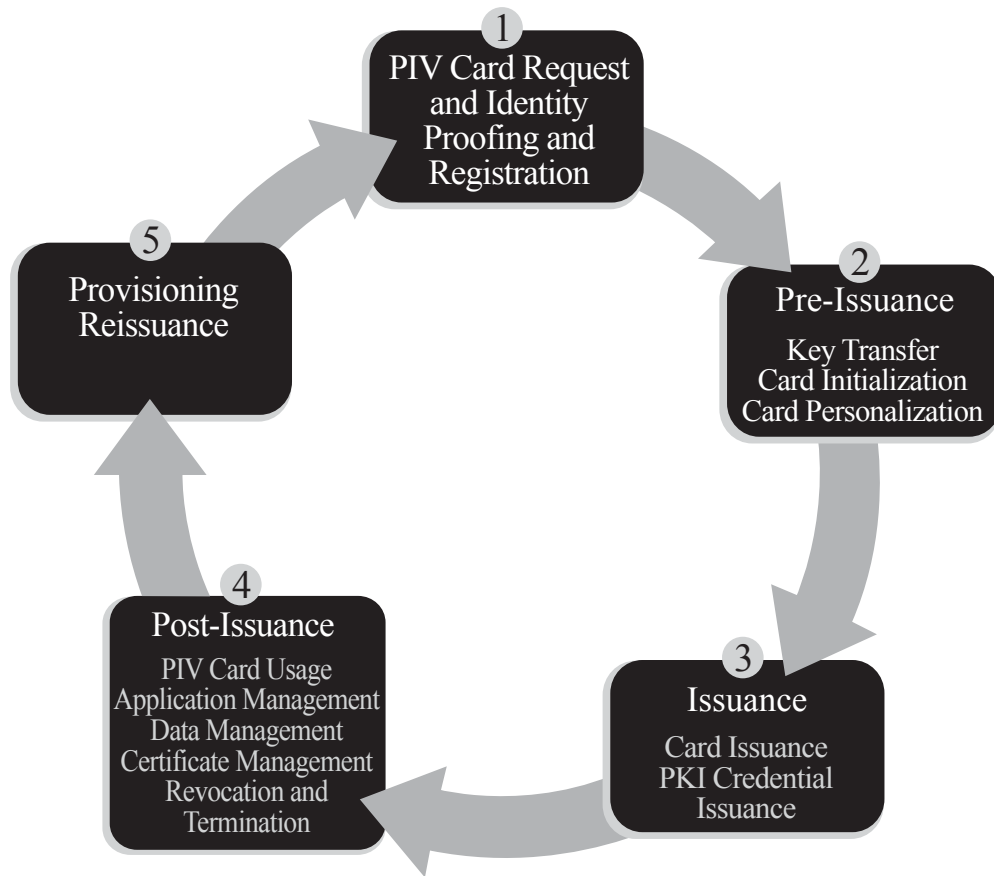 1
PIV Card Request
and Identity
Proofing and
Registration
2
Pre-Issuance
Key Transfer
Card Initialization
Card Personalization
3
Issuance
Card Issuance
PKI Credential
Issuance
4
Post-Issuance
PIV Card Usage
Application Management
Data Management
Certificate Management
Revocation and
Termination
5
Provisioning
Reissuance